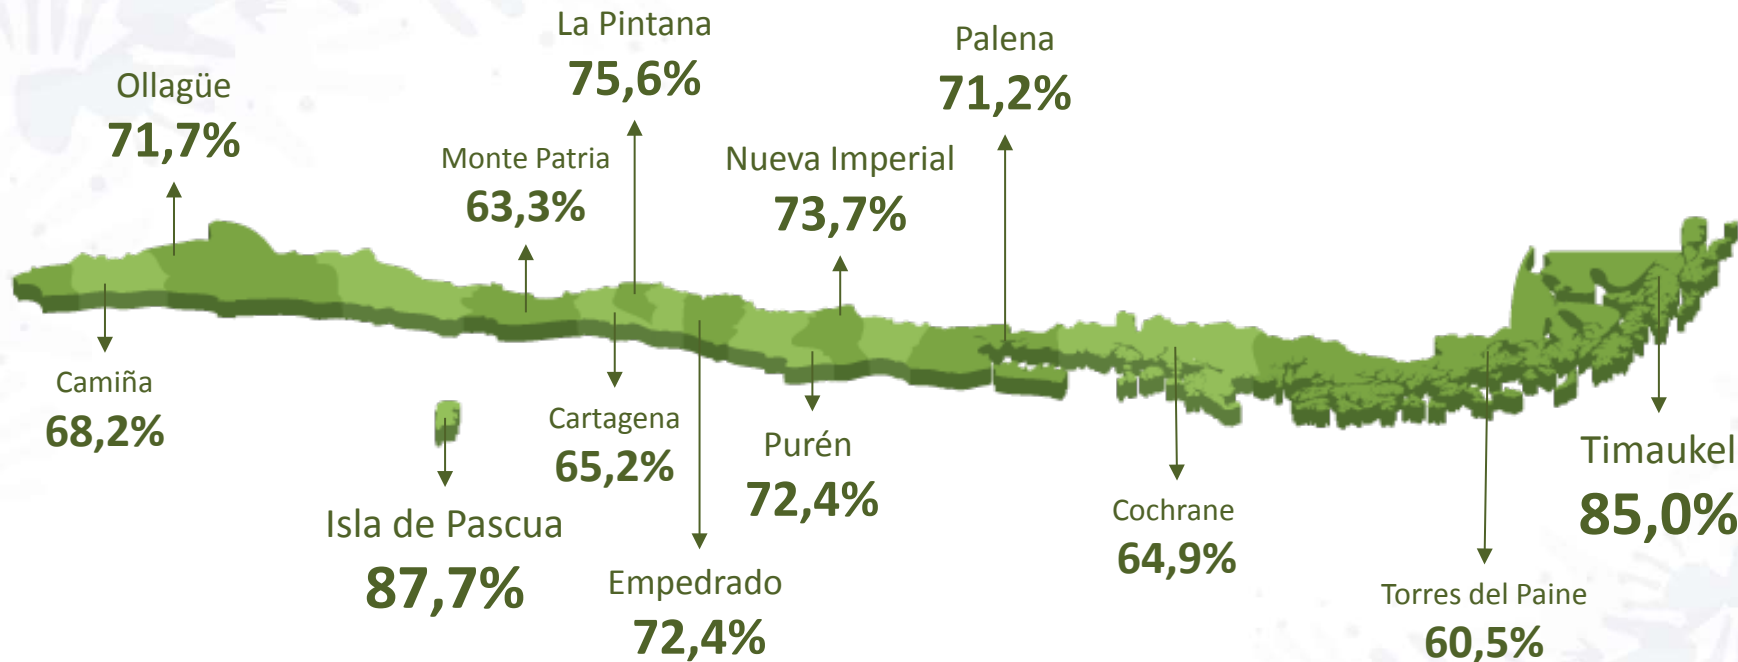 La Pintana
75,6%
Palena
71,2%
Ollagüe
71,7%
Monte Patria
63,3%
Nueva Imperial
73,7%
Camiña
68,2%
Cartagena
65,2%
Purén
72,4%
Timaukel
85,0%
Isla de Pascua
87,7%
Cochrane
64,9%
Empedrado
72,4%
Torres del Paine
60,5%